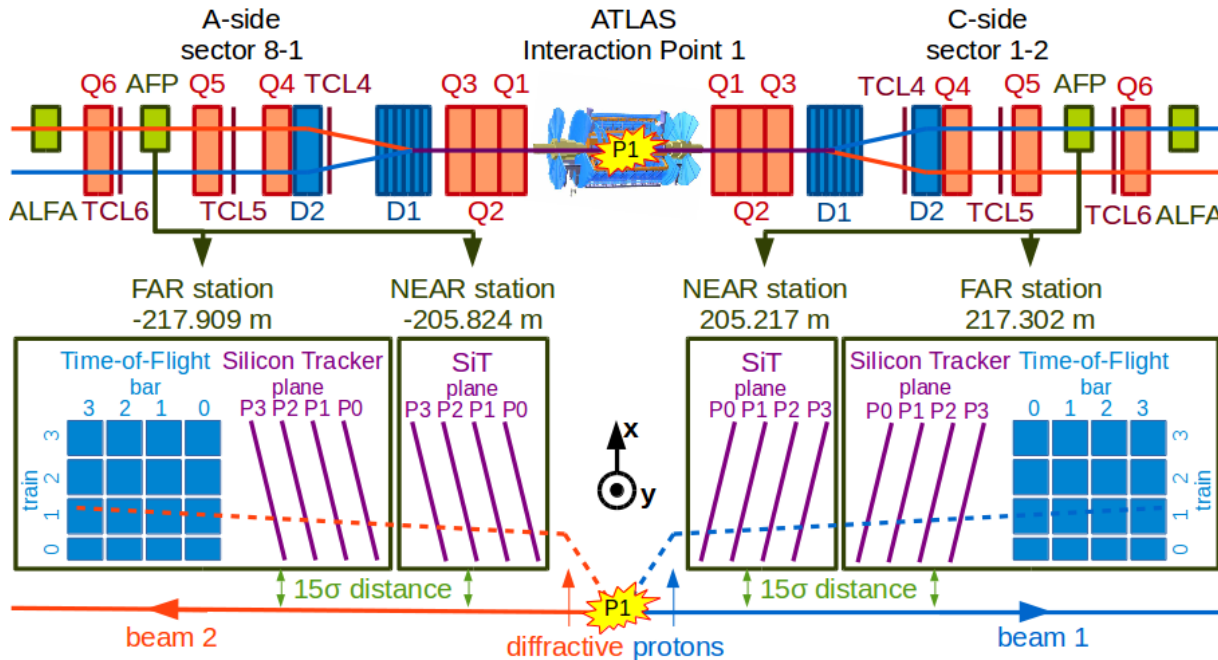 A-side
sector 8-1
ATLAS
Interaction Point 1
C-side
sector 1-2
Q6 AFP Q5 Q4 TCL4 Q3 Q1
Q1 Q3 TCL4 Q4 Q5 AFP Q6
P1
ALFA TCL6 TCL5 D2 D1 Q2
Q2 D1 D2 TCL5 TCL6 ALFA
FAR station
-217.909 m
NEAR station
-205.824 m
NEAR station
205.217 m
FAR station
217.302 m
Time-of-Flight
bar
3 2 1 0
train
3
2
1
0
Silicon Tracker
plane
P3 P2 P1 P0
SiT
plane
P3 P2 P1 P0
x
y
SiT
plane
P0 P1 P2 P3
Silicon Tracker
plane
P0 P1 P2 P3
Time-of-Flight
bar
0 1 2 3
3
2
1
0
train
15σ distance
15σ distance
P1
beam 2
diffractive protons
beam 1